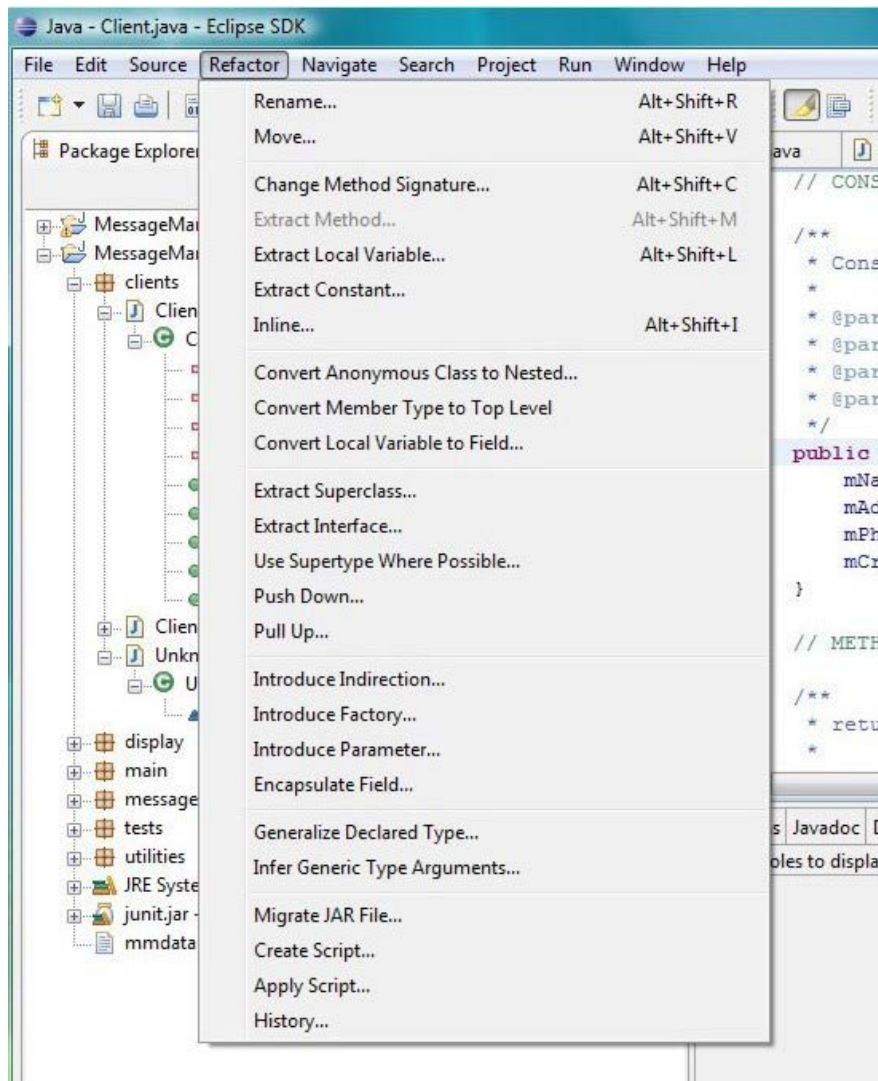 Java - Client.java - Eclipse SDK
File Edit Source Refactor Navigate Search Project Run Window Help
Rename... Alt+Shift+R
Move... Alt+Shift+V
Change Method Signature... Alt+Shift+C
Extract Method... Alt+Shift+M
Extract Local Variable... Alt+Shift+L
Extract Constant...
Inline... Alt+Shift+I
Convert Anonymous Class to Nested...
Convert Member Type to Top Level
Convert Local Variable to Field...
Extract Superclass...
Extract Interface...
Use Supertype Where Possible...
Push Down...
Pull Up...
Introduce Indirection...
Introduce Factory...
Introduce Parameter...
Encapsulate Field...
Generalize Declared Type...
Infer Generic Type Arguments...
Migrate JAR File...
Create Script...
Apply Script...
History...
Package Explore
MessageMa
MessageMa
clients
Clien
C
Clien
Unkn
U
display
main
message
tests
utilities
JRE Syste
junit.jar -
mmdata
ava
// CONS
/**
* Cons
*
* @par
* @par
* @par
* @par
*/
public
mNa
mAd
mPh
mCr
}
// METH
/**
* retu
*
s Javadoc D
oles to displa